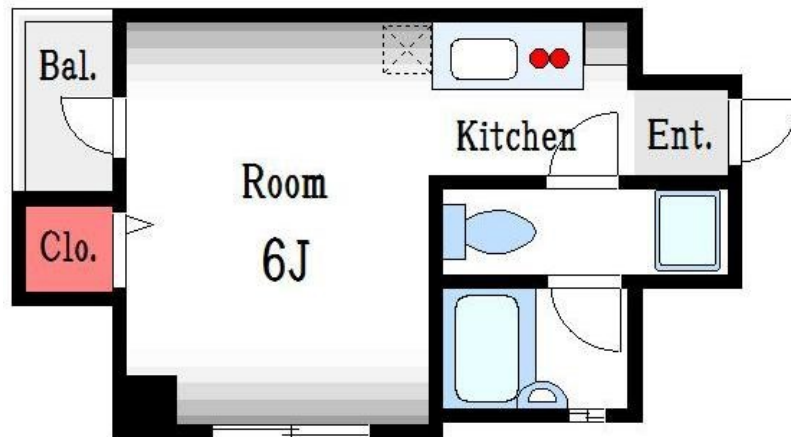 Bal.
Kitchen
Ent.
Room
6J
Clo.